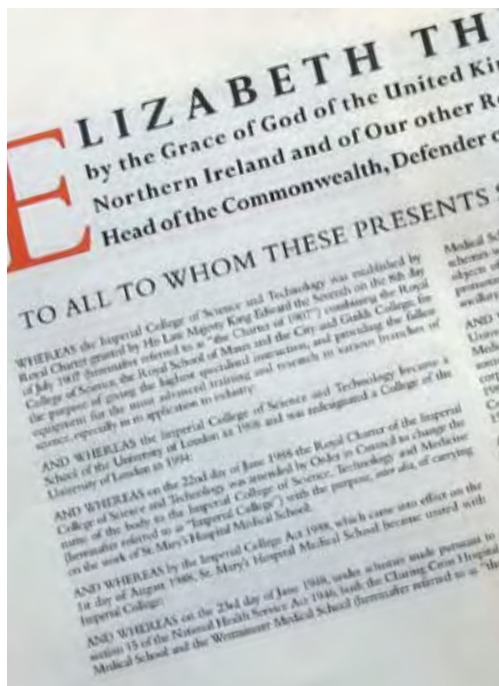 ELIZABETH TH
by the Grace of God of the United Ki
Northern Ireland and of Our other Re
Head of the Commonwealth, Defender o
TO ALL TO WHOM THESE PRESENTS
WHEREAS the Imperial College of Science and Technology was established by
Royal Charter granted by His Late Majesty King Edward the Seventh on the 8th day
of July 1907 (hereinafter referred to as "the Charter of 1907") combining the Royal
College of Science, the Royal School of Mines and the City and Guilds College, for
the purpose of giving the highest specialised instruction, and providing the fullest
equipment for the most advanced training and research in various branches of
science, especially in its application to industry:
AND WHEREAS the Imperial College of Science and Technology became a
School of the University of London in 1908 and was redesignated a College of the
University of London in 1994:
AND WHEREAS on the 22nd day of June 1988 the Royal Charter of the Imperial
College of Science and Technology was amended by Order in Council to change the
name of the body to the Imperial College of Science, Technology and Medicine
(hereinafter referred to as "Imperial College") with the purpose, inter alia, of carrying
on the work of St. Mary's Hospital Medical School:
AND WHEREAS by the Imperial College Act 1988, which came into effect on the
1st day of August 1988, St. Mary's Hospital Medical School became united with
Imperial College:
AND WHEREAS on the 23rd day of June 1948, under schemes made pursuant to
section 15 of the National Health Service Act 1946, both the Charing Cross Hospital
Medical School and the Westminster Medical School (hereinafter referred to as "the
Medical Sch
schemes
objects
AND W
Univer
Medic